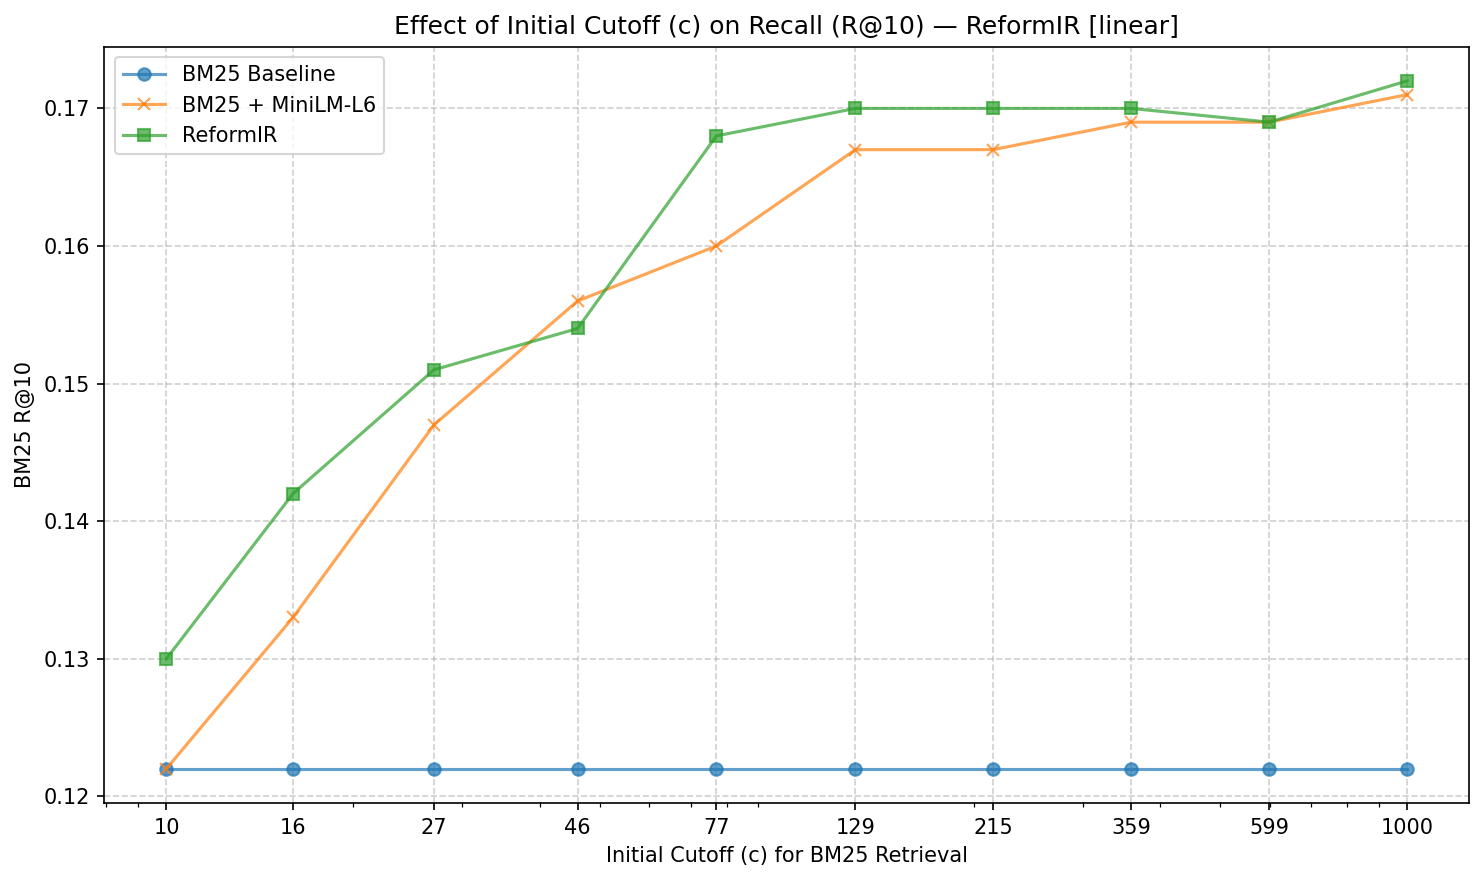 Effect of Initial Cutoff (c) on Recall (R@10) — ReformIR [linear]
BM25 Baseline
BM25 + MiniLM-L6
ReformIR
BM25 R@10
0.17
0.16
0.15
0.14
0.13
0.12
10 16 27 46 77 129 215 359 599 1000
Initial Cutoff (c) for BM25 Retrieval